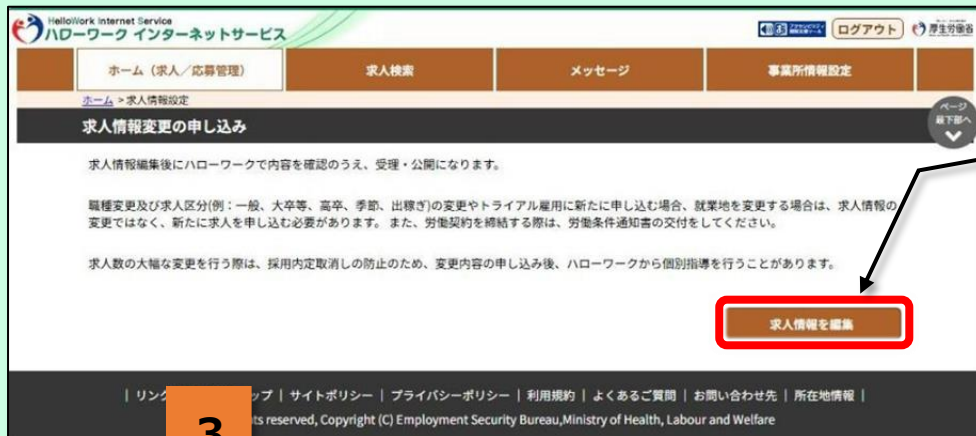 HelloWork Internet Service
ハローワーク インターネットサービス
ログアウト
厚生労働省
ホーム（求人／応募管理）
求人検索
メッセージ
事業所情報設定
ホーム > 求人情報設定
ページ
最下部へ
求人情報変更の申し込み
求人情報編集後にハローワークで内容を確認のうえ、受理・公開になります。
職種変更及び求人区分(例：一般、大卒等、高卒、季節、出稼ぎ)の変更やトライアル雇用に新たに申し込む場合、就業地を変更する場合は、求人情報の
変更ではなく、新たに求人を申し込む必要があります。 また、労働契約を締結する際は、労働条件通知書の交付をしてください。
求人数の大幅な変更を行う際は、採用内定取消しの防止のため、変更内容の申し込み後、ハローワークから個別指導を行うことがあります。
求人情報を編集
| リンク ップ | サイトポリシー | プライバシーポリシー | 利用規約 | よくあるご質問 | お問い合わせ先 | 所在地情報 |
ts reserved, Copyright (C) Employment Security Bureau,Ministry of Health, Labour and Welfare
3